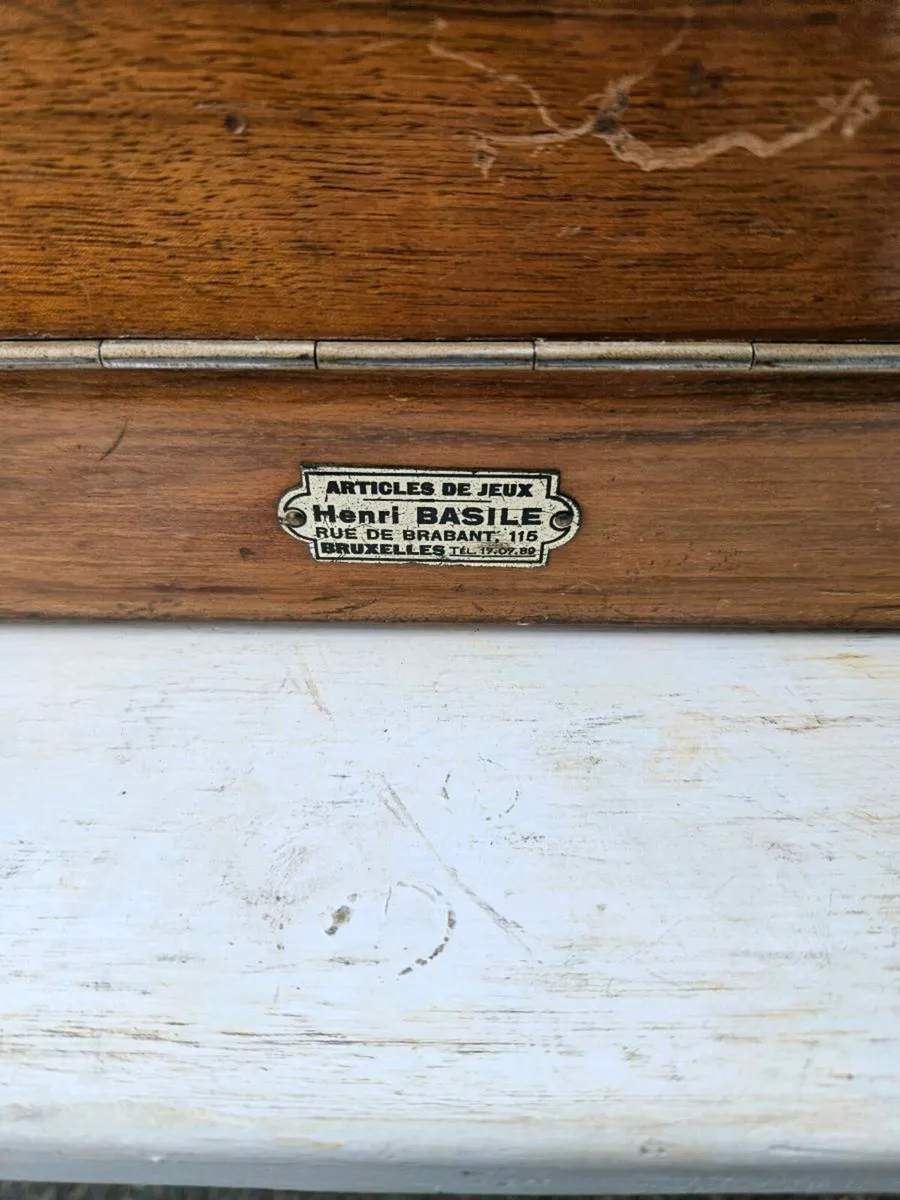 ARTICLES DE JEUX
Henri BASILE
RUE DE BRABANT, 115
BRUXELLES TÉL. 17.07.89